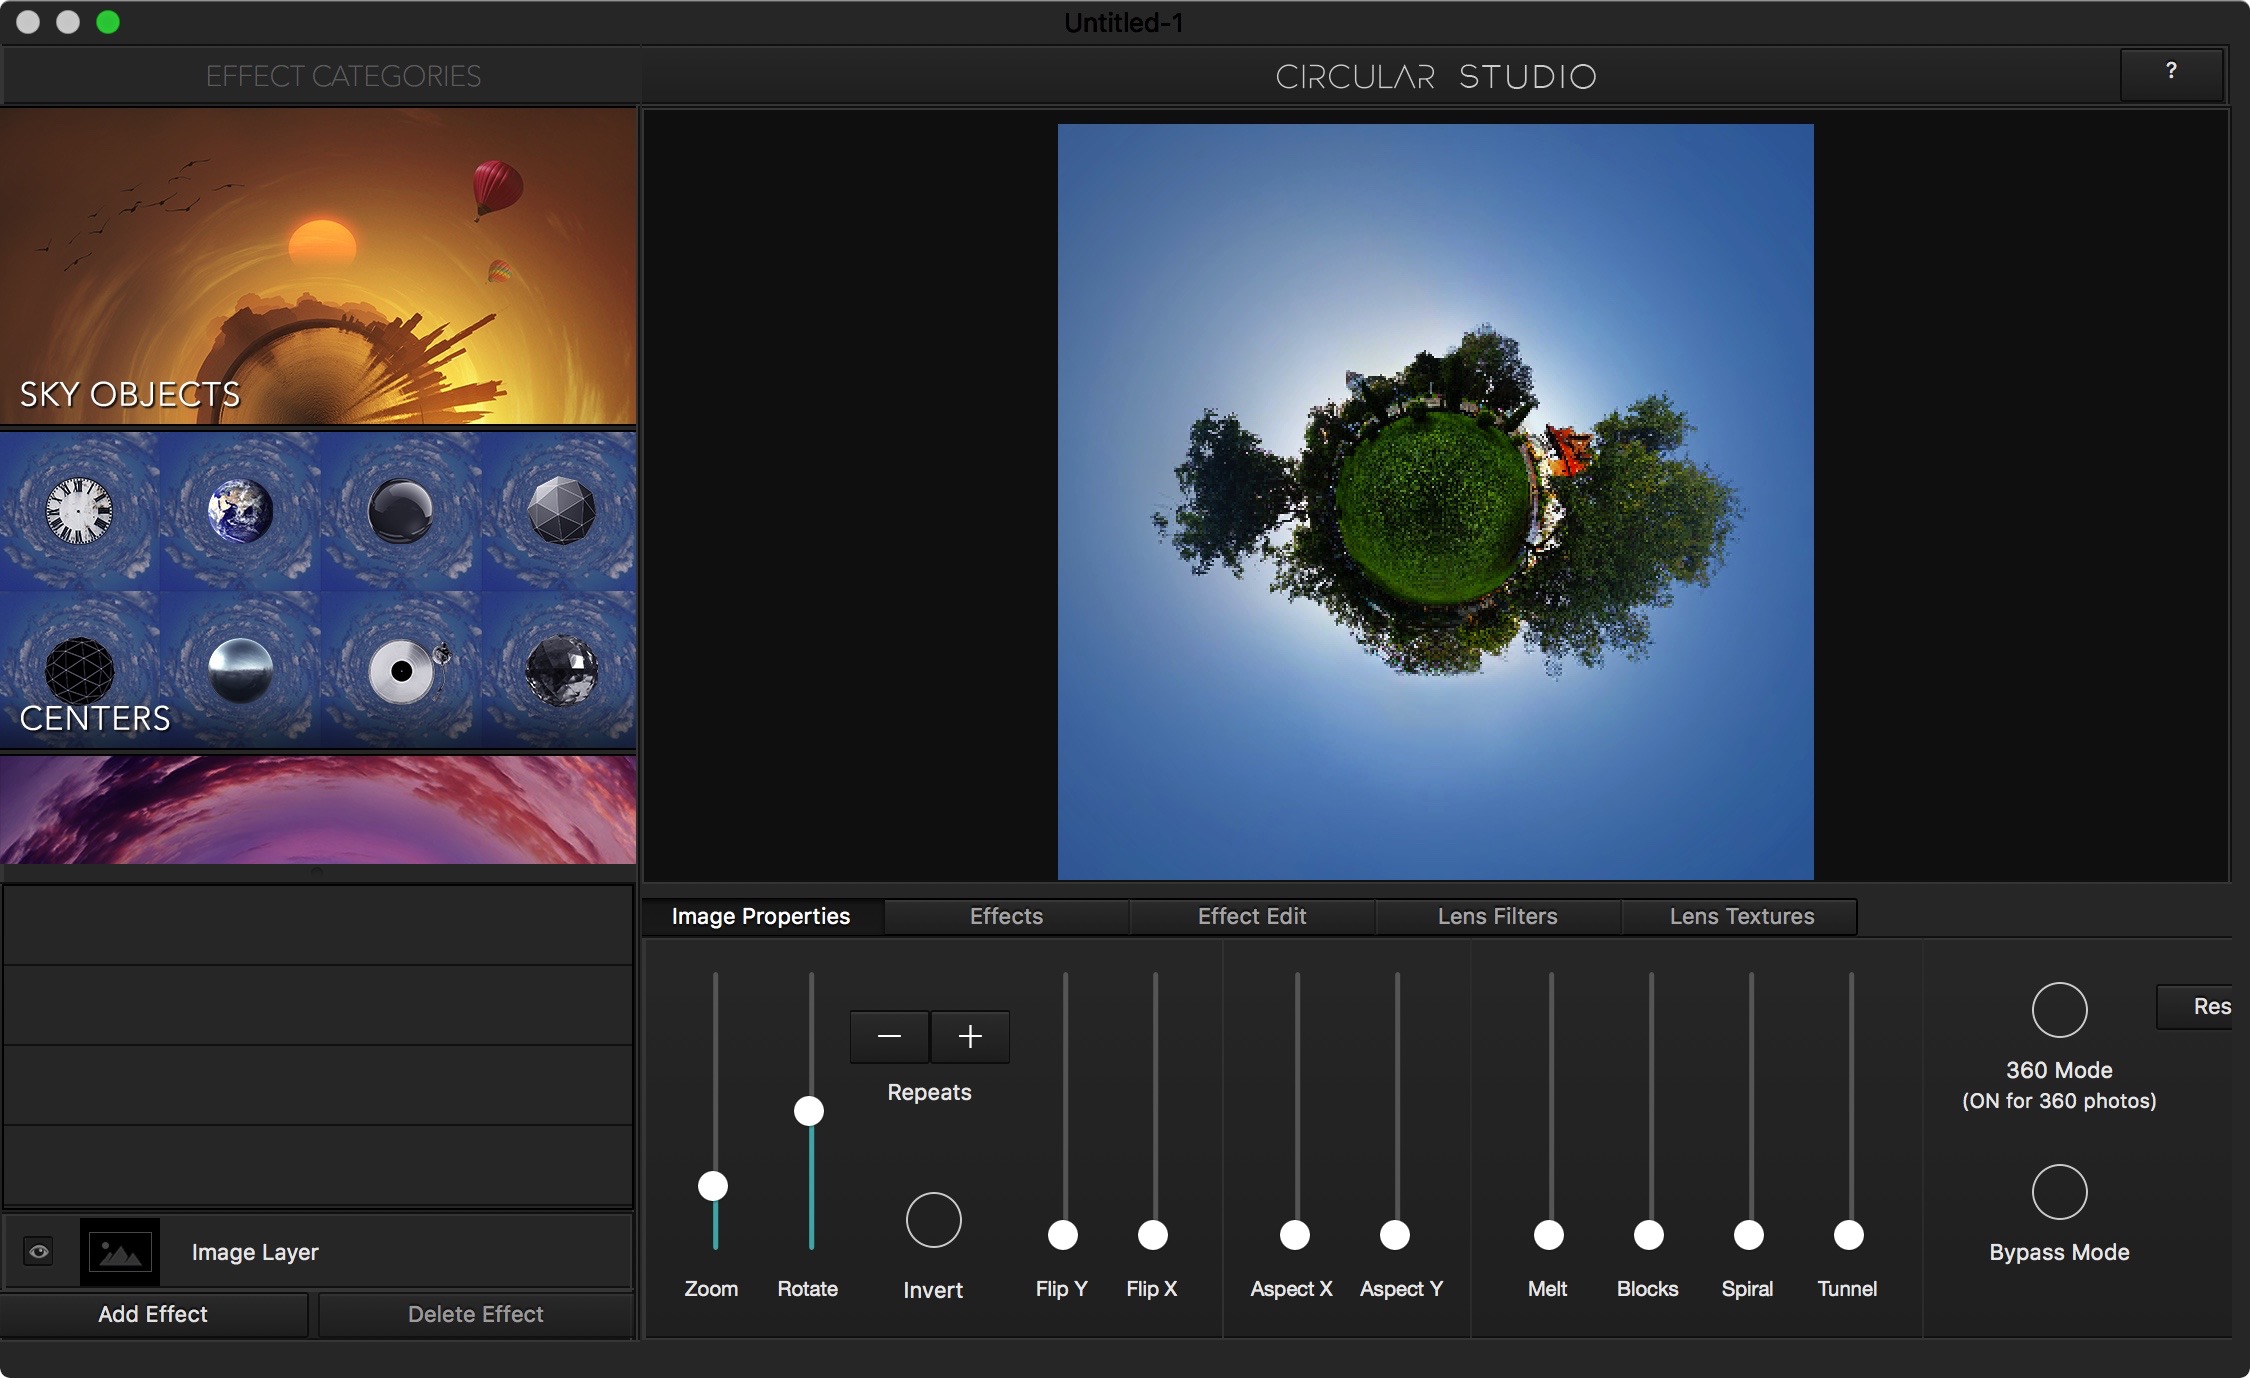 Untitled-1
EFFECT CATEGORIES
CIRCULAR STUDIO
?
SKY OBJECTS
CENTERS
Image Properties
Effects
Effect Edit
Lens Filters
Lens Textures
Repeats
Zoom
Rotate
Invert
Flip Y
Flip X
Aspect X
Aspect Y
Melt
Blocks
Spiral
Tunnel
360 Mode
(ON for 360 photos)
Bypass Mode
Res
Image Layer
Add Effect
Delete Effect